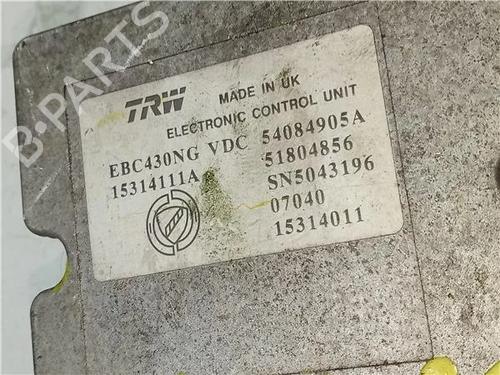 B-PARTS
TRW MADE IN UK
ELECTRONIC CONTROL UNIT
EBC430NG VDC 54084905A
15314111A 51804856
SN5043196
07040
15314011